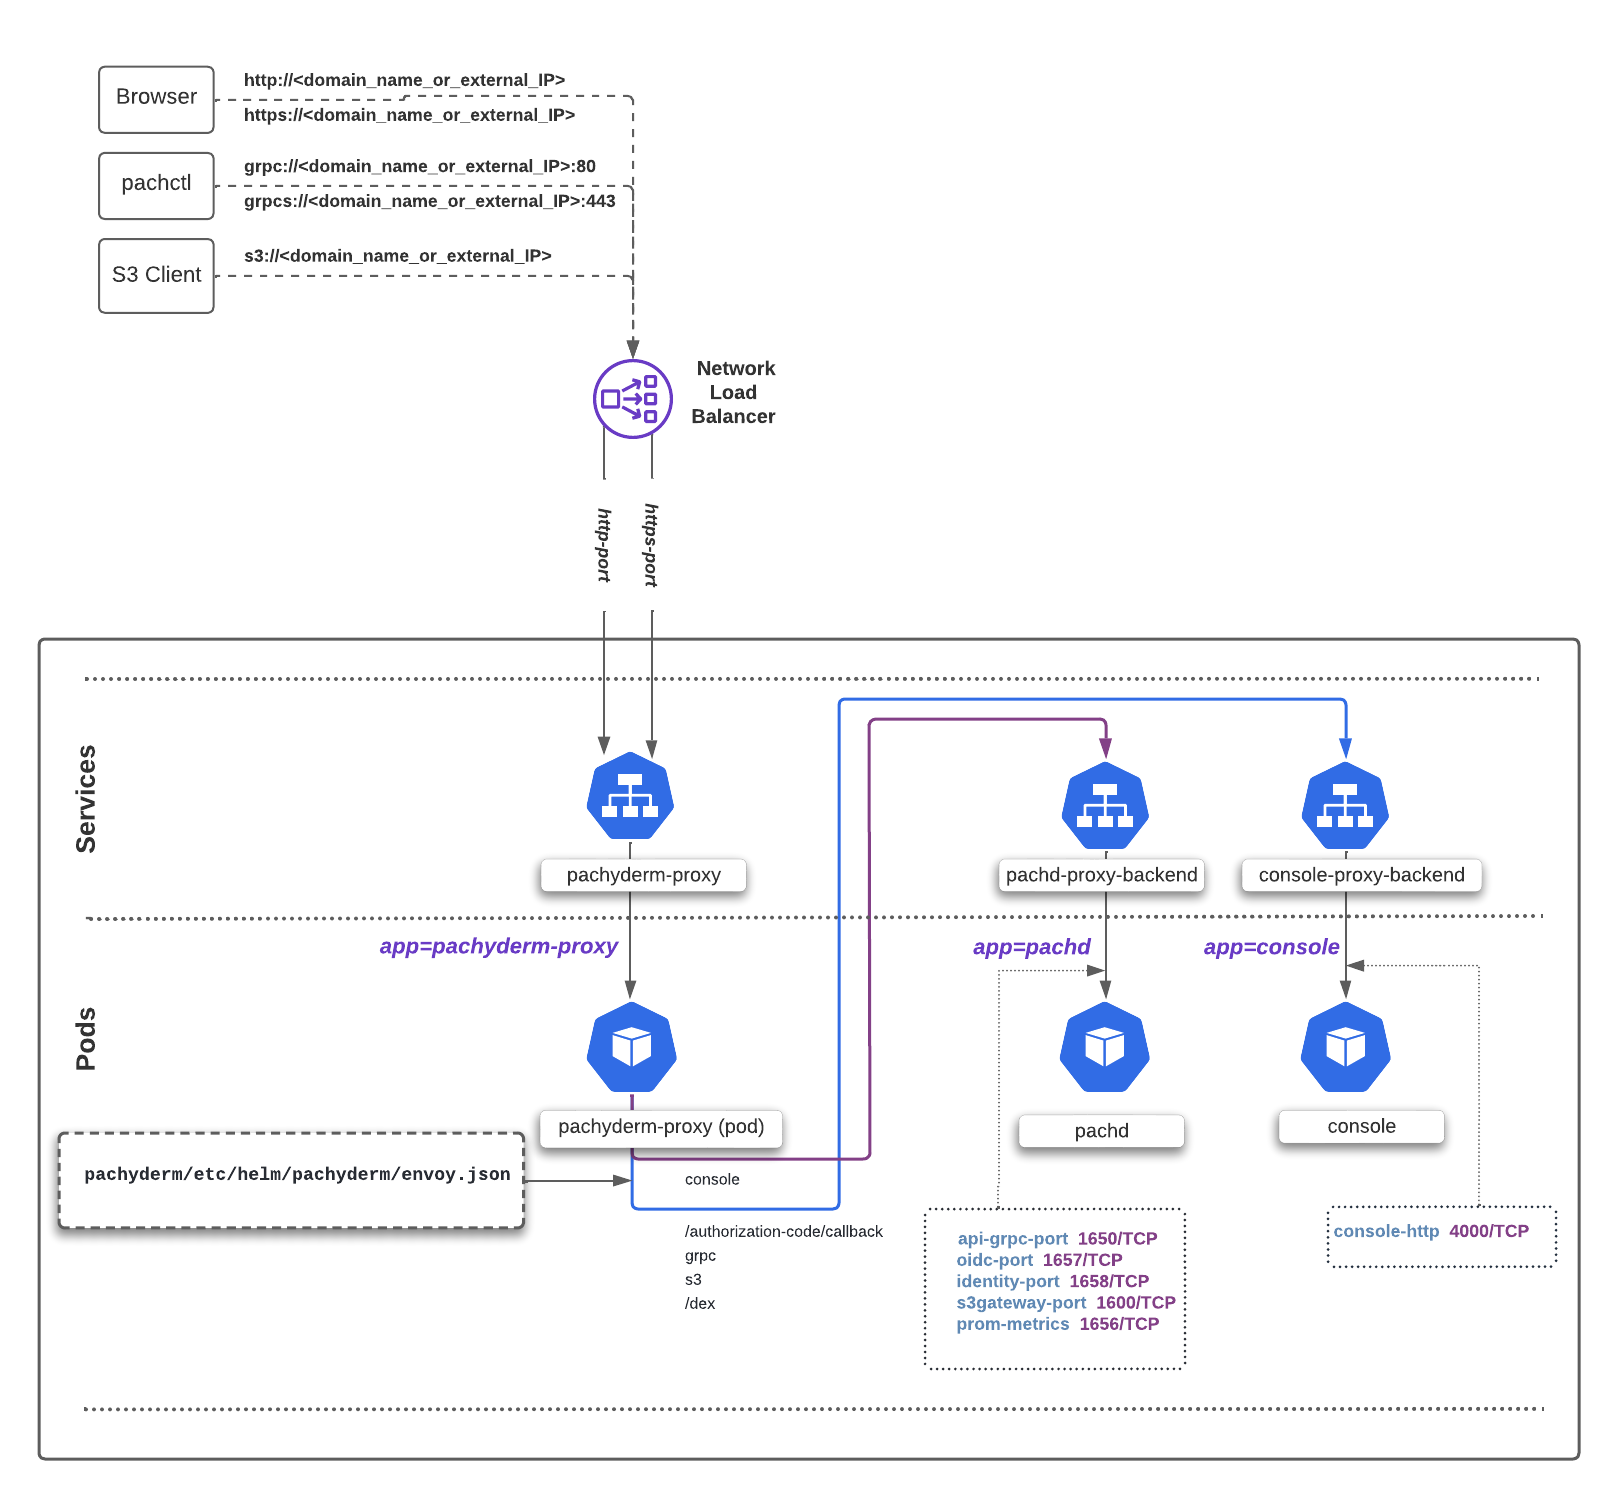 Browser
http://<domain_name_or_external_IP>
https://<domain_name_or_external_IP>
pachctl
grpc://<domain_name_or_external_IP>:80
grpcs://<domain_name_or_external_IP>:443
S3 Client
s3://<domain_name_or_external_IP>
Network
Load
Balancer
http-port
https-port
Services
pachyderm-proxy
pachd-proxy-backend
console-proxy-backend
app=pachyderm-proxy
app=pachd
app=console
Pods
pachyderm-proxy (pod)
pachd
console
pachyderm/etc/helm/pachyderm/envoy.json
console
/authorization-code/callback
grpc
s3
/dex
api-grpc-port 1650/TCP
oidc-port 1657/TCP
identity-port 1658/TCP
s3gateway-port 1600/TCP
prom-metrics 1656/TCP
console-http 4000/TCP